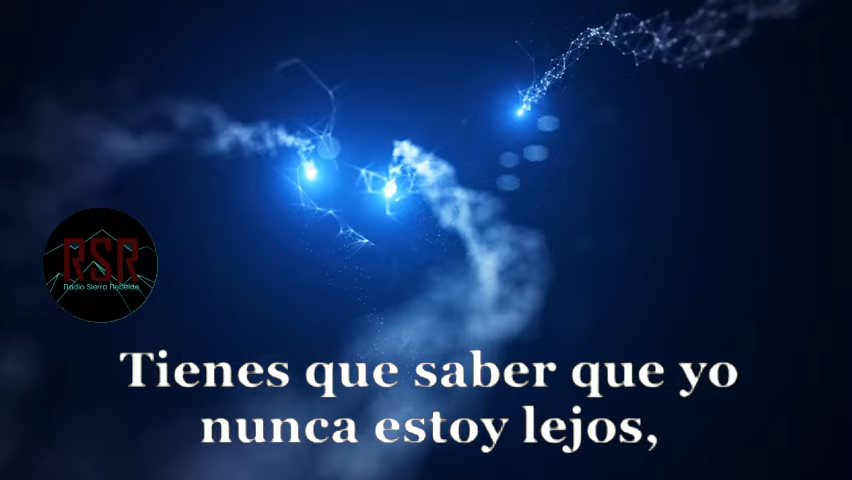 RSR
Radio Sierra Rebelde
Tienes que saber que yo
nunca estoy lejos,